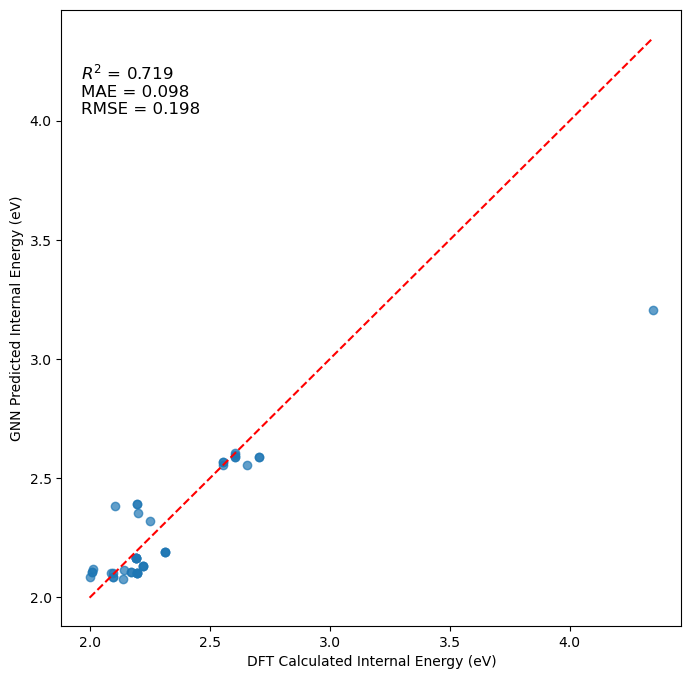 R² = 0.719
MAE = 0.098
RMSE = 0.198
4.0
3.5
3.0
2.5
2.0
GNN Predicted Internal Energy (eV)
2.0 2.5 3.0 3.5 4.0
DFT Calculated Internal Energy (eV)